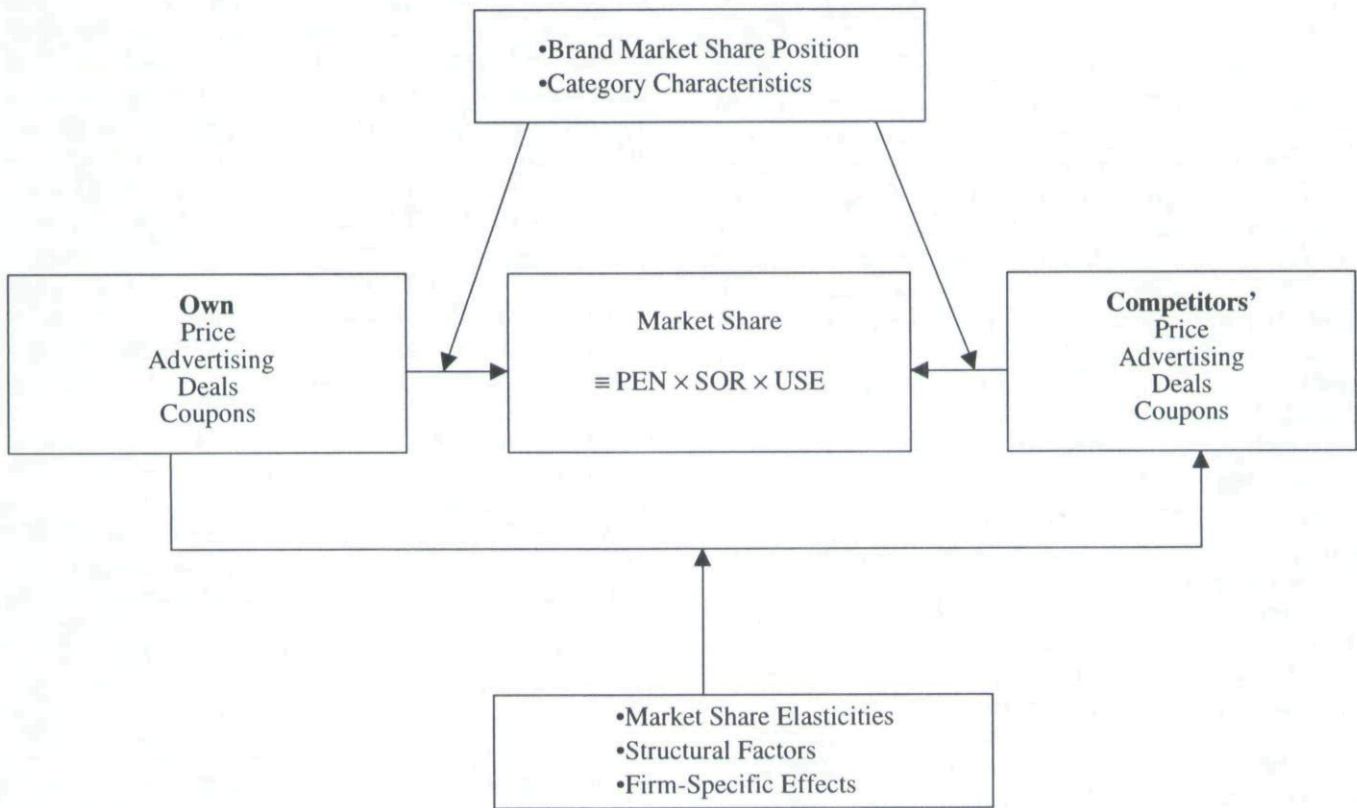 •Brand Market Share Position
•Category Characteristics
Own
Price
Advertising
Deals
Coupons
Market Share
≡ PEN × SOR × USE
Competitors’
Price
Advertising
Deals
Coupons
•Market Share Elasticities
•Structural Factors
•Firm-Specific Effects